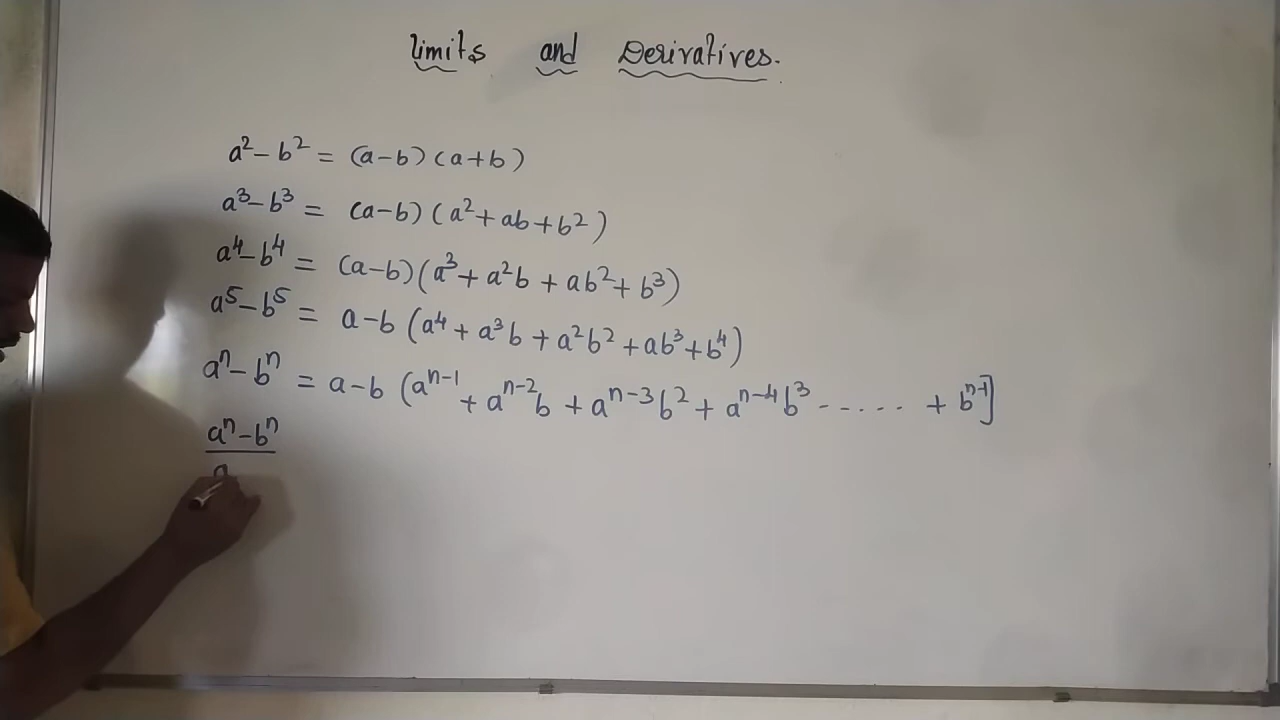 Limits and Derivatives.
a² - b² = (a-b)(a+b)
a³ - b³ = (a-b)(a² + ab + b²)
a⁴ - b⁴ = (a-b)(a³ + a²b + ab² + b³)
a⁵ - b⁵ = a-b (a⁴ + a³b + a²b² + ab³ + b⁴)
aⁿ - bⁿ = a-b (aⁿ⁻¹ + aⁿ⁻²b + aⁿ⁻³b² + aⁿ⁻⁴b³ - . . . . . + bⁿ⁻¹]
aⁿ - bⁿ